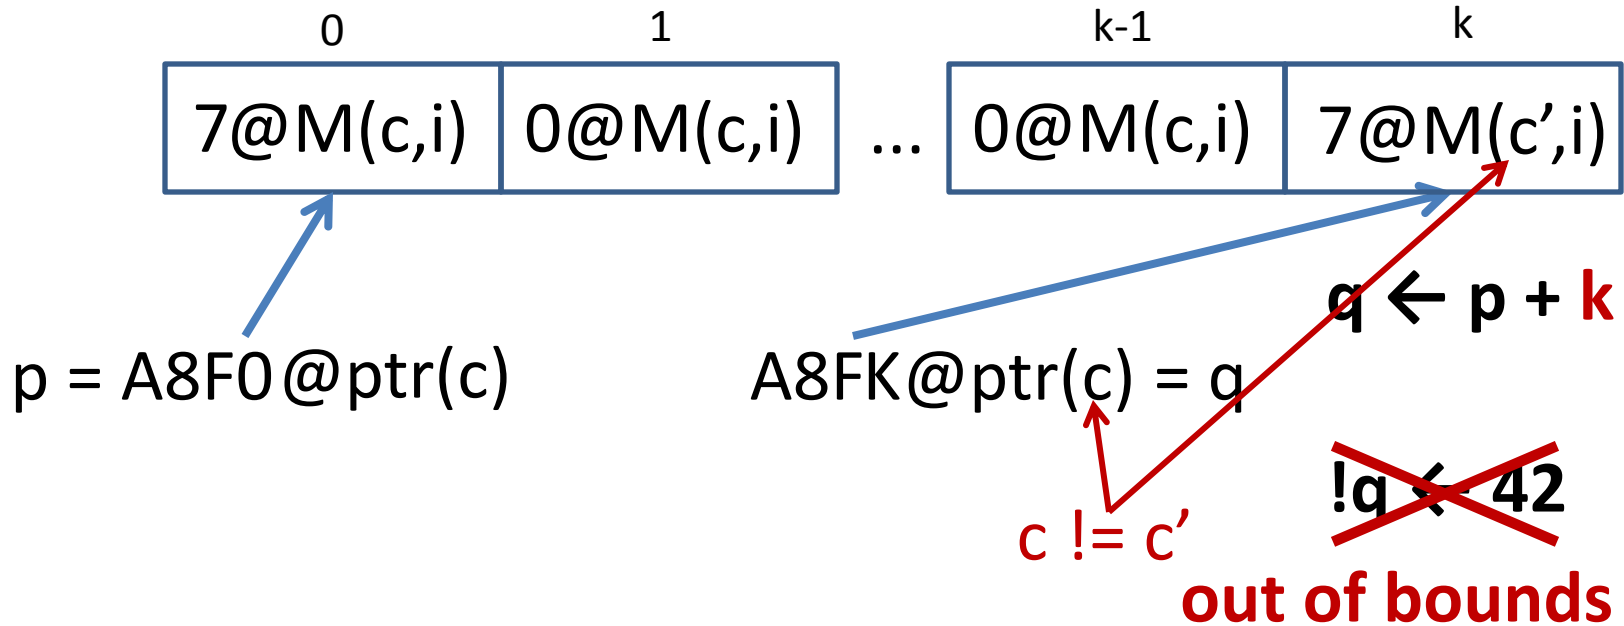 0 1 k-1 k
7@M(c,i) 0@M(c,i) ... 0@M(c,i) 7@M(c’,i)
q ← p + k
p = A8F0@ptr(c) A8FK@ptr(c) = q
!q ← 42
c != c’
out of bounds